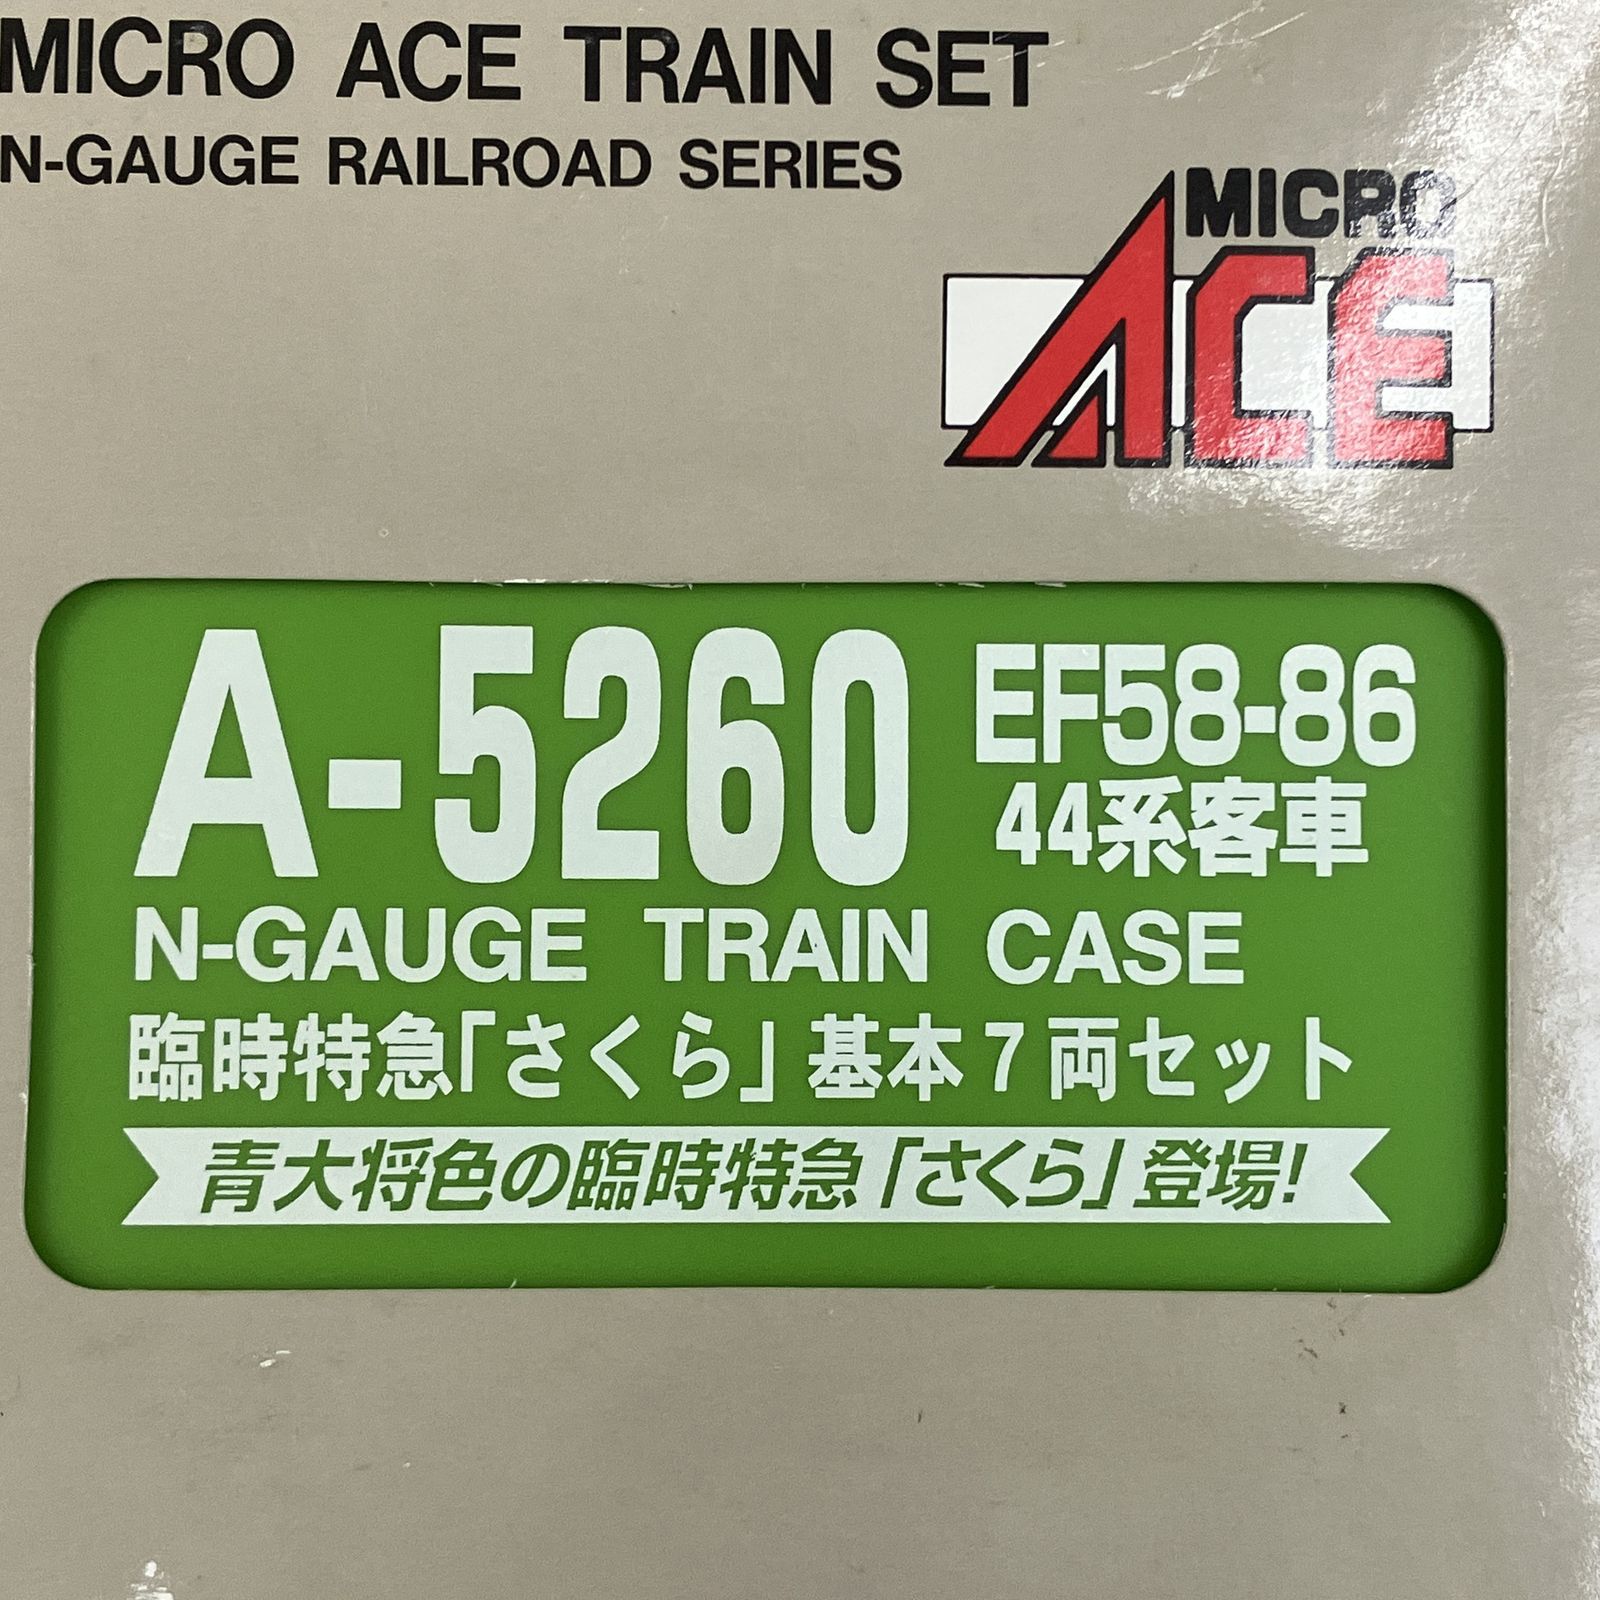 MICRO ACE TRAIN SET
N-GAUGE RAILROAD SERIES
MICRO
ACE
A-5260
EF58-86
44系客車
N-GAUGE TRAIN CASE
臨時特急「さくら」基本7両セット
青大将色の臨時特急「さくら」登場!